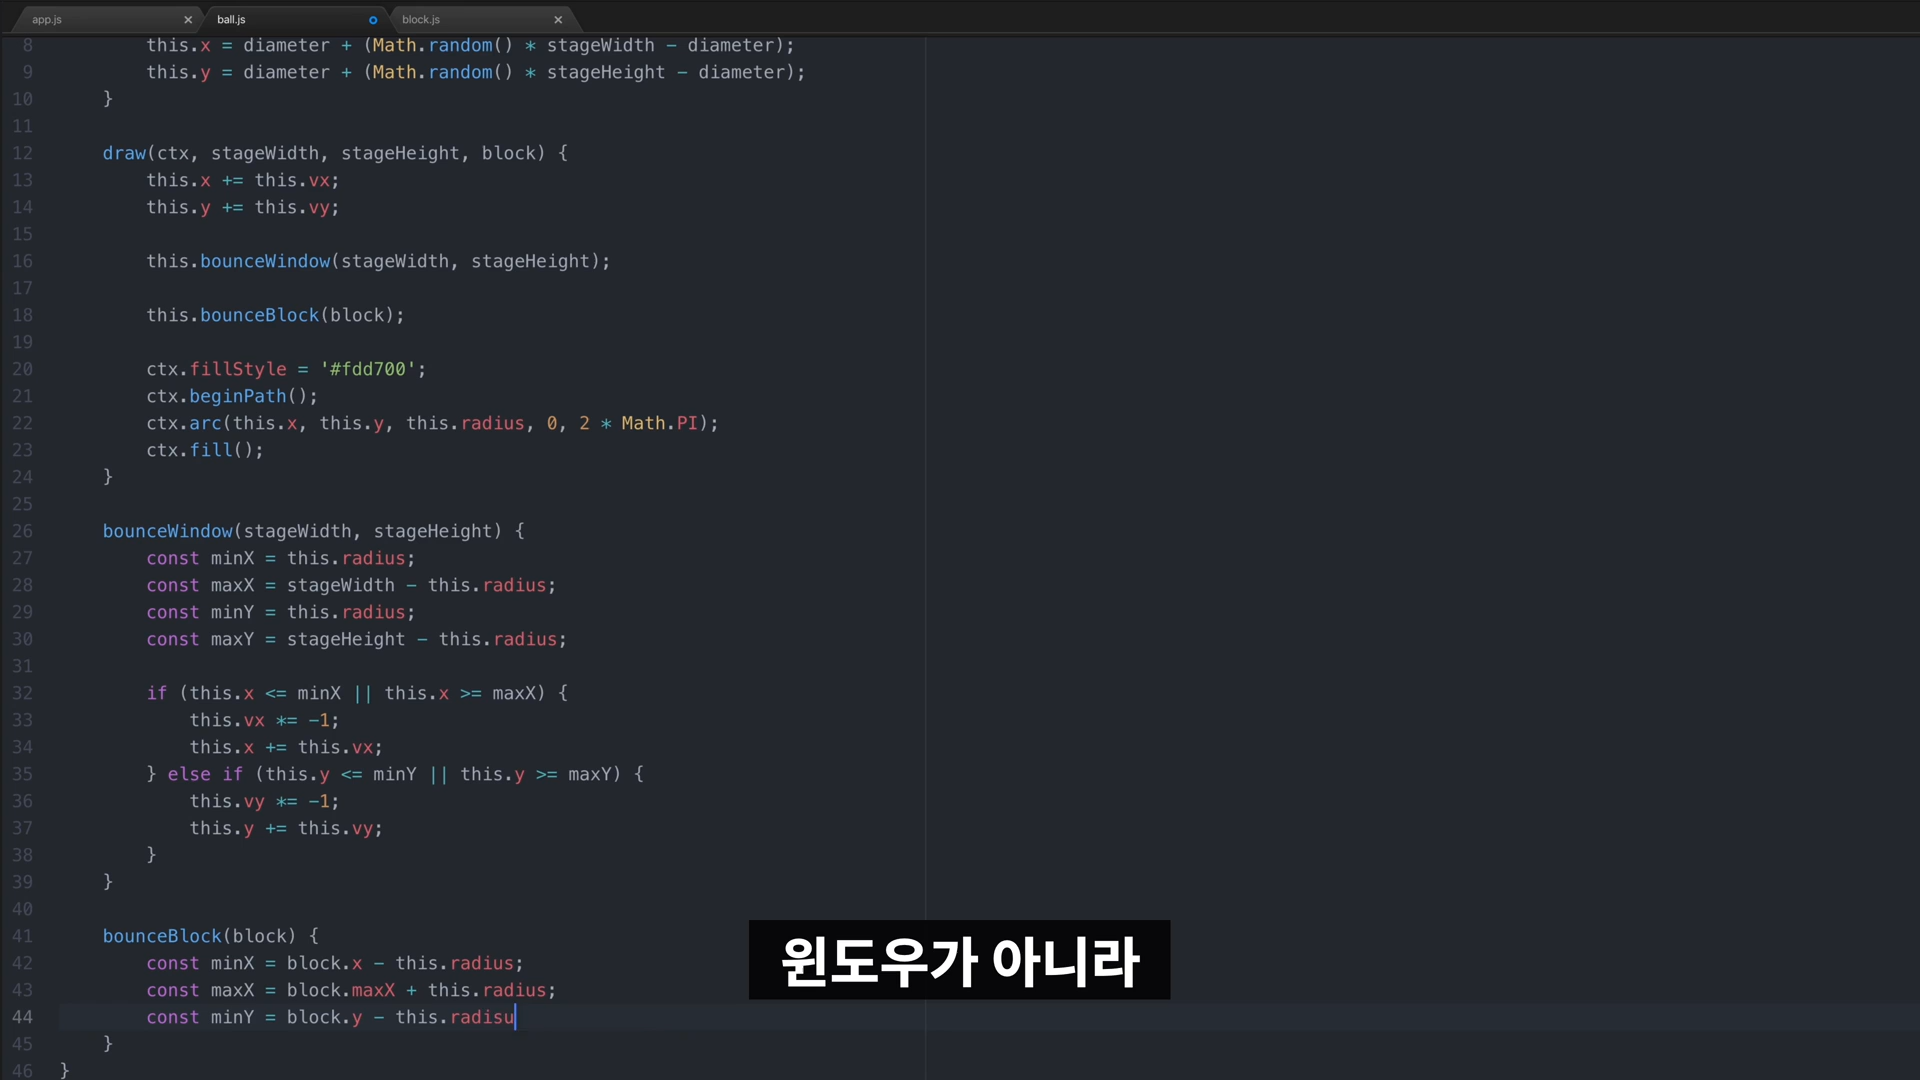 app.js
ball.js
block.js
8 this.x = diameter + (Math.random() * stageWidth - diameter);
9 this.y = diameter + (Math.random() * stageHeight - diameter);
10 }
11
12 draw(ctx, stageWidth, stageHeight, block) {
13 this.x += this.vx;
14 this.y += this.vy;
15
16 this.bounceWindow(stageWidth, stageHeight);
17
18 this.bounceBlock(block);
19
20 ctx.fillStyle = '#fdd700';
21 ctx.beginPath();
22 ctx.arc(this.x, this.y, this.radius, 0, 2 * Math.PI);
23 ctx.fill();
24 }
25
26 bounceWindow(stageWidth, stageHeight) {
27 const minX = this.radius;
28 const maxX = stageWidth - this.radius;
29 const minY = this.radius;
30 const maxY = stageHeight - this.radius;
31
32 if (this.x <= minX || this.x >= maxX) {
33 this.vx *= -1;
34 this.x += this.vx;
35 } else if (this.y <= minY || this.y >= maxY) {
36 this.vy *= -1;
37 this.y += this.vy;
38 }
39 }
40
41 bounceBlock(block) {
42 const minX = block.x - this.radius;
43 const maxX = block.maxX + this.radius;
44 const minY = block.y - this.radisu
45 }
46 }
윈도우가 아니라